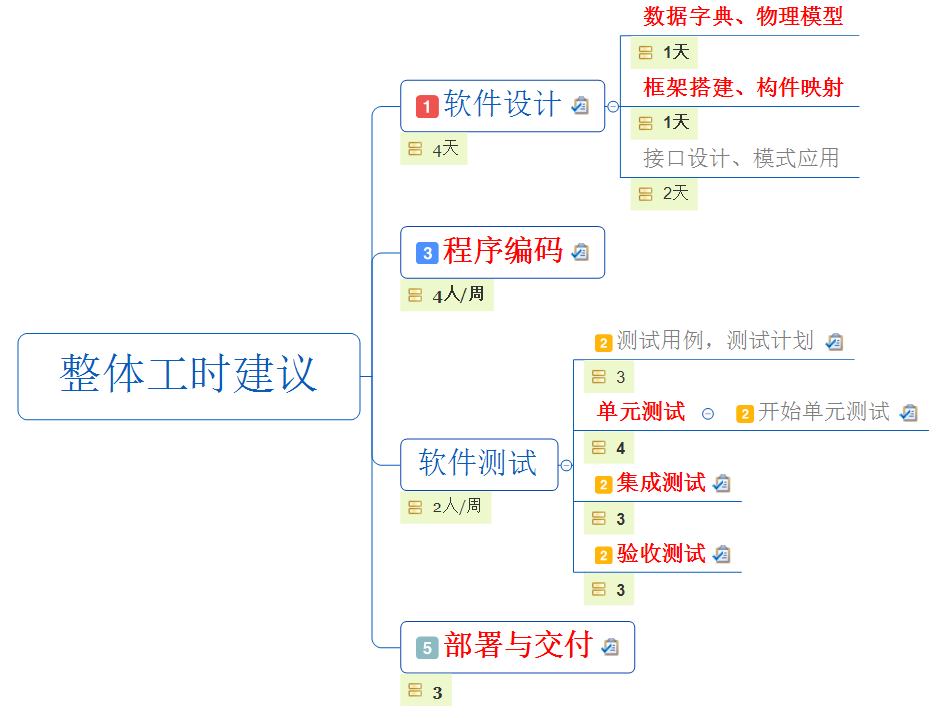 整体工时建议
1 软件设计
4天
数据字典、物理模型
1天
框架搭建、构件映射
1天
接口设计、模式应用
2天
3 程序编码
4人/周
软件测试
2人/周
2 测试用例，测试计划
3
单元测试 2 开始单元测试
4
2 集成测试
3
2 验收测试
3
5 部署与交付
3